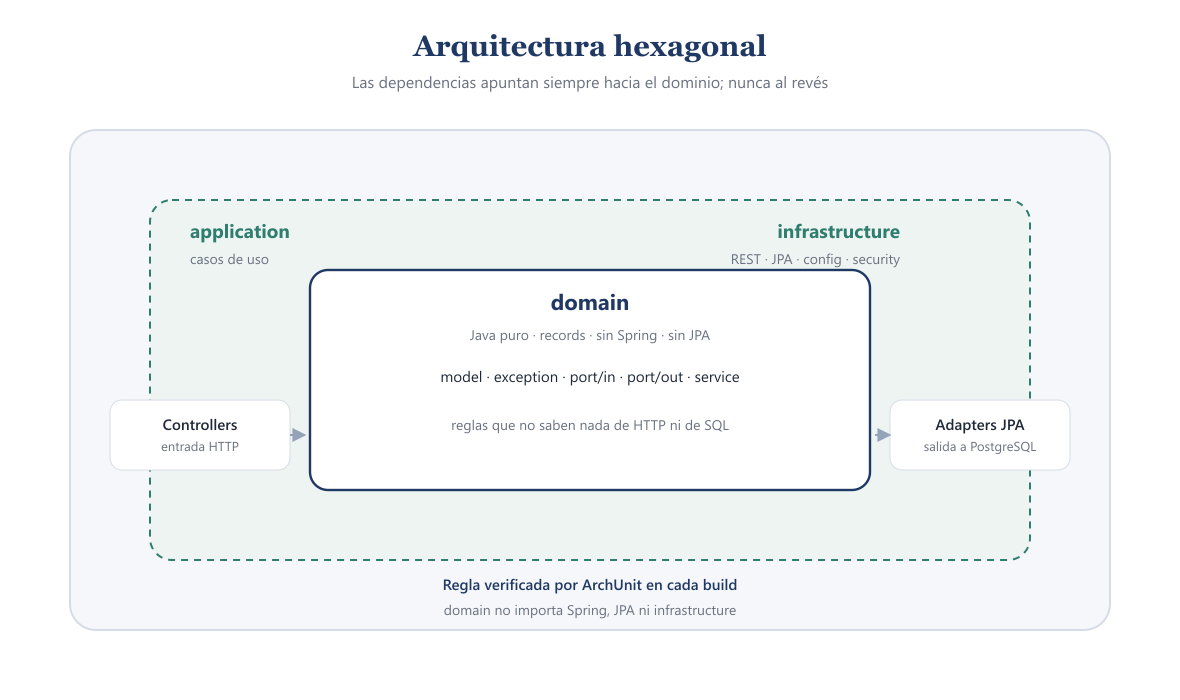 Arquitectura hexagonal
Las dependencias apuntan siempre hacia el dominio; nunca al revés
application
casos de uso
infrastructure
REST · JPA · config · security
domain
Java puro · records · sin Spring · sin JPA
model · exception · port/in · port/out · service
reglas que no saben nada de HTTP ni de SQL
Controllers
entrada HTTP
Adapters JPA
salida a PostgreSQL
Regla verificada por ArchUnit en cada build
domain no importa Spring, JPA ni infrastructure